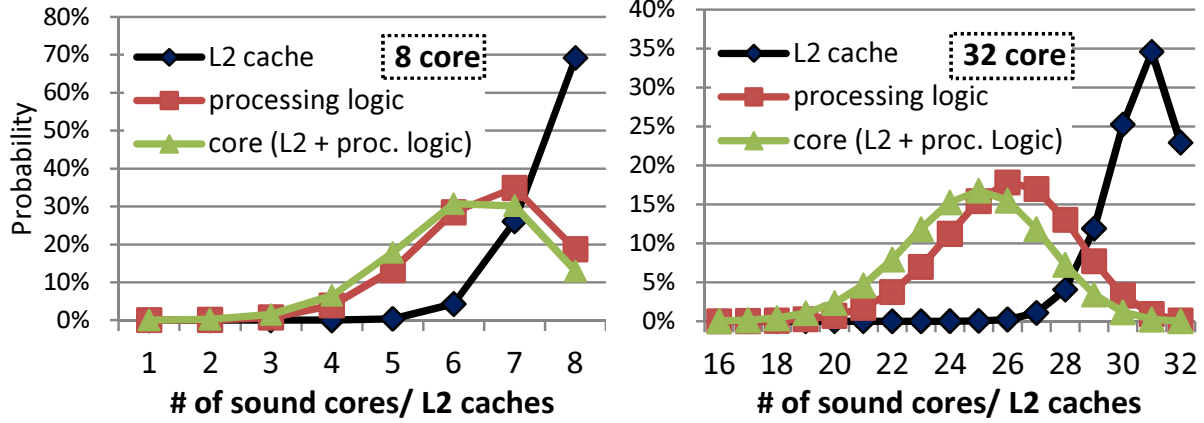 Probability
80%
70%
60%
50%
40%
30%
20%
10%
0%
L2 cache
8 core
processing logic
core (L2 + proc. logic)
1 2 3 4 5 6 7 8
# of sound cores/ L2 caches
40%
35%
30%
25%
20%
15%
10%
5%
0%
L2 cache
32 core
processing logic
core (L2 + proc. Logic)
16 18 20 22 24 26 28 30 32
# of sound cores/ L2 caches